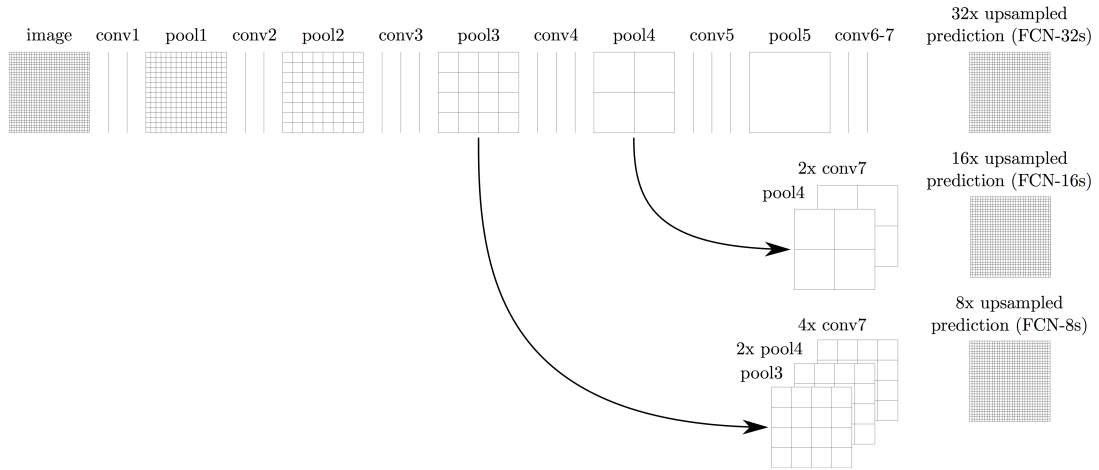 32x upsampled
image conv1 pool1 conv2 pool2 conv3 pool3 conv4 pool4 conv5 pool5 conv6-7 prediction (FCN-32s)
16x upsampled
2x conv7 prediction (FCN-16s)
pool4
8x upsampled
4x conv7 prediction (FCN-8s)
2x pool4
pool3